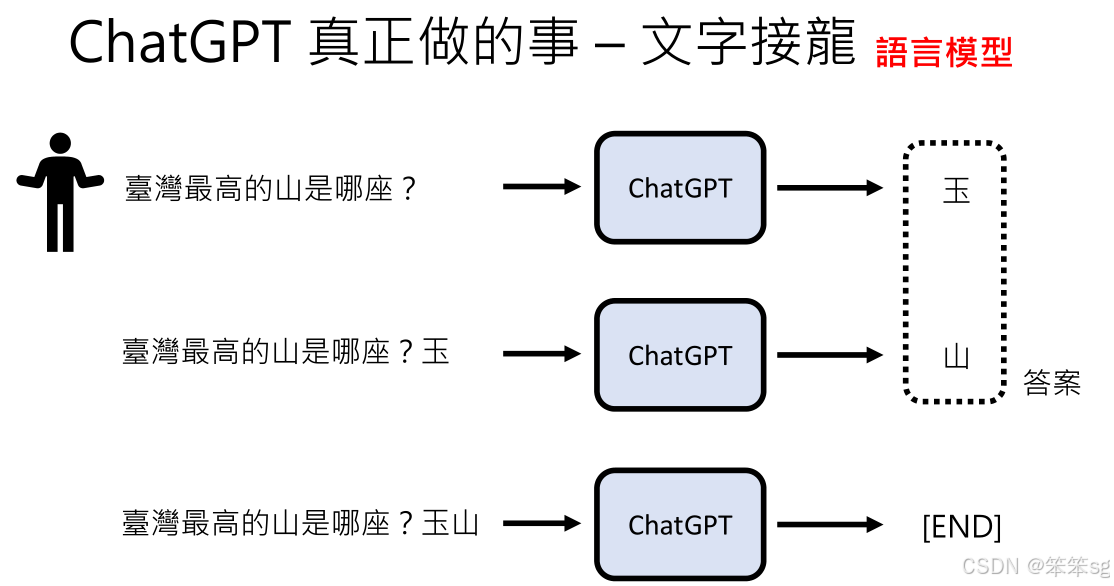 ChatGPT 真正做的事 – 文字接龍 語言模型
臺灣最高的山是哪座？
ChatGPT
玉
臺灣最高的山是哪座？玉
ChatGPT
山
答案
臺灣最高的山是哪座？玉山
ChatGPT
[END]
CSDN @笨笨sg